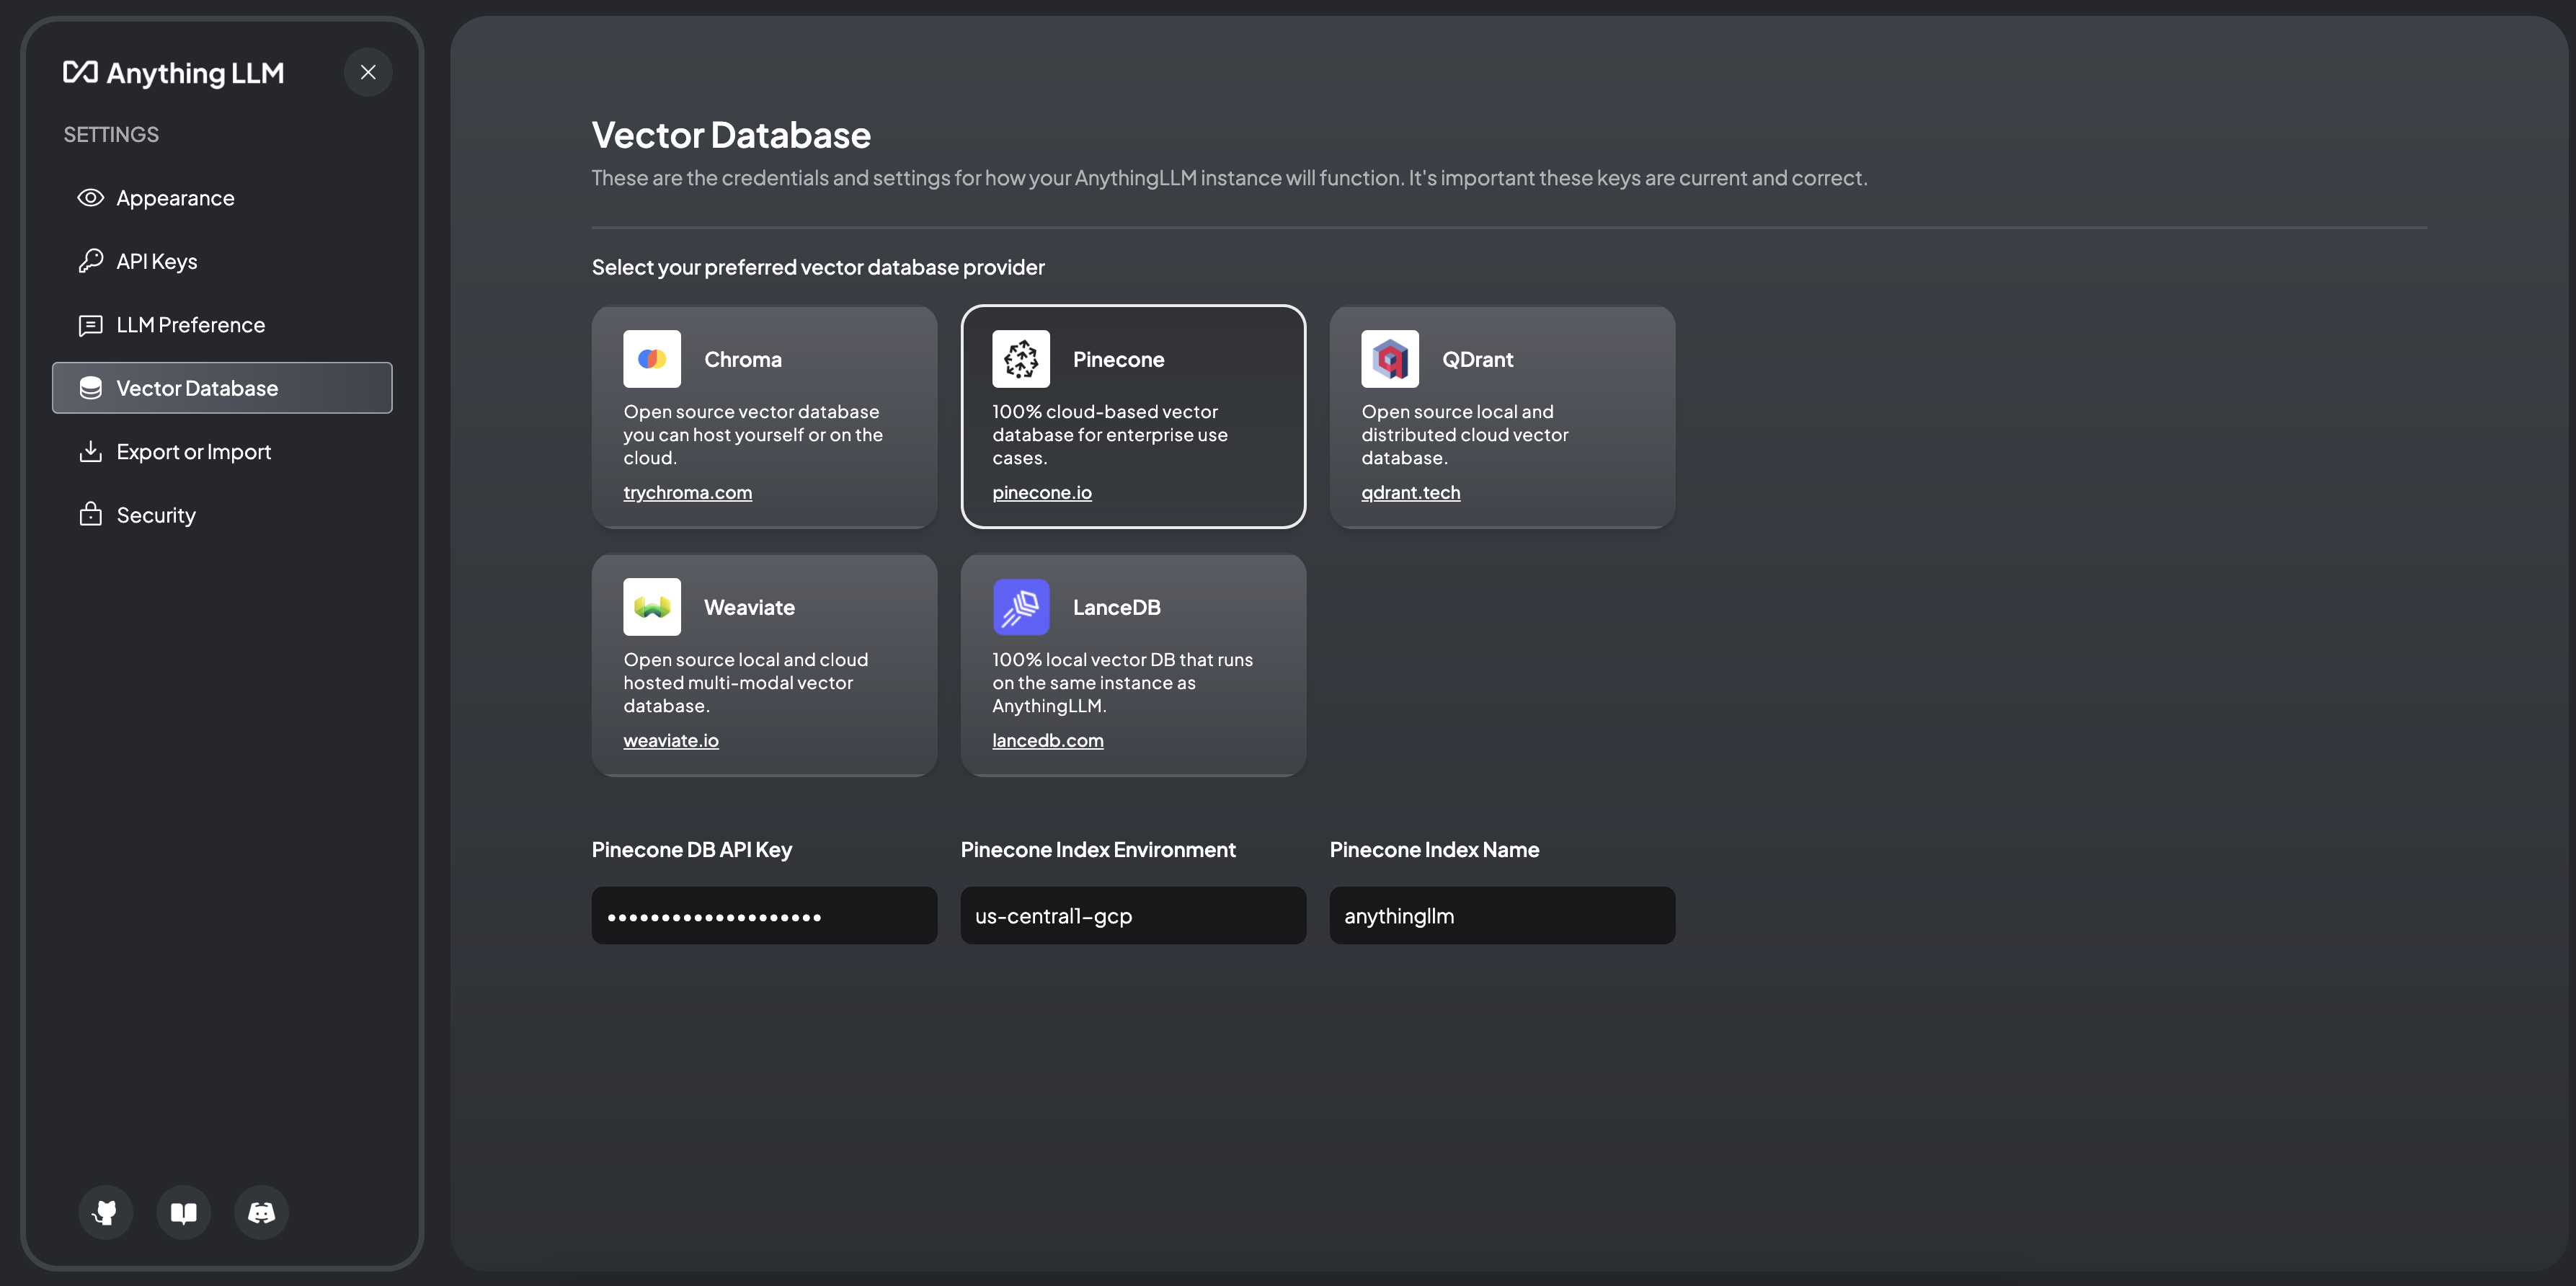 Anything LLM
SETTINGS
Appearance
API Keys
LLM Preference
Vector Database
Export or Import
Security
Vector Database
These are the credentials and settings for how your AnythingLLM instance will function. It's important these keys are current and correct.
Select your preferred vector database provider
Chroma
Open source vector database
you can host yourself or on the
cloud.
trychroma.com
Pinecone
100% cloud-based vector
database for enterprise use
cases.
pinecone.io
QDrant
Open source local and
distributed cloud vector
database.
qdrant.tech
Weaviate
Open source local and cloud
hosted multi-modal vector
database.
weaviate.io
LanceDB
100% local vector DB that runs
on the same instance as
AnythingLLM.
lancedb.com
Pinecone DB API Key
••••••••••••••••••••
Pinecone Index Environment
us-central1-gcp
Pinecone Index Name
anythingllm